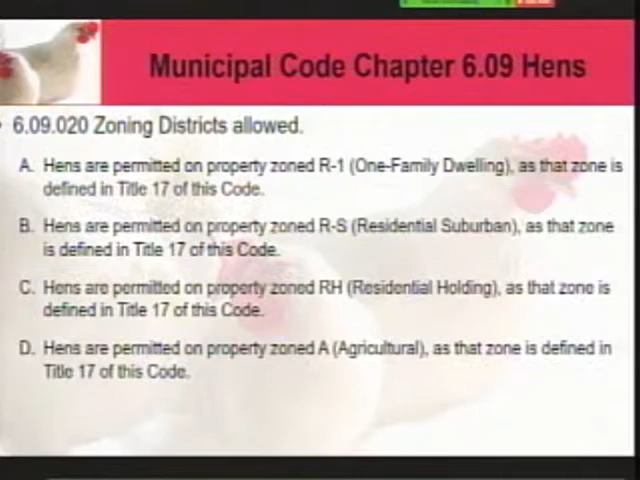 Municipal Code Chapter 6.09 Hens
6.09.020 Zoning Districts allowed.
A. Hens are permitted on property zoned R-1 (One-Family Dwelling), as that zone is
defined in Title 17 of this Code.
B. Hens are permitted on property zoned R-S (Residential Suburban), as that zone
is defined in Title 17 of this Code.
C. Hens are permitted on property zoned RH (Residential Holding), as that zone is
defined in Title 17 of this Code.
D. Hens are permitted on property zoned A (Agricultural), as that zone is defined in
Title 17 of this Code.